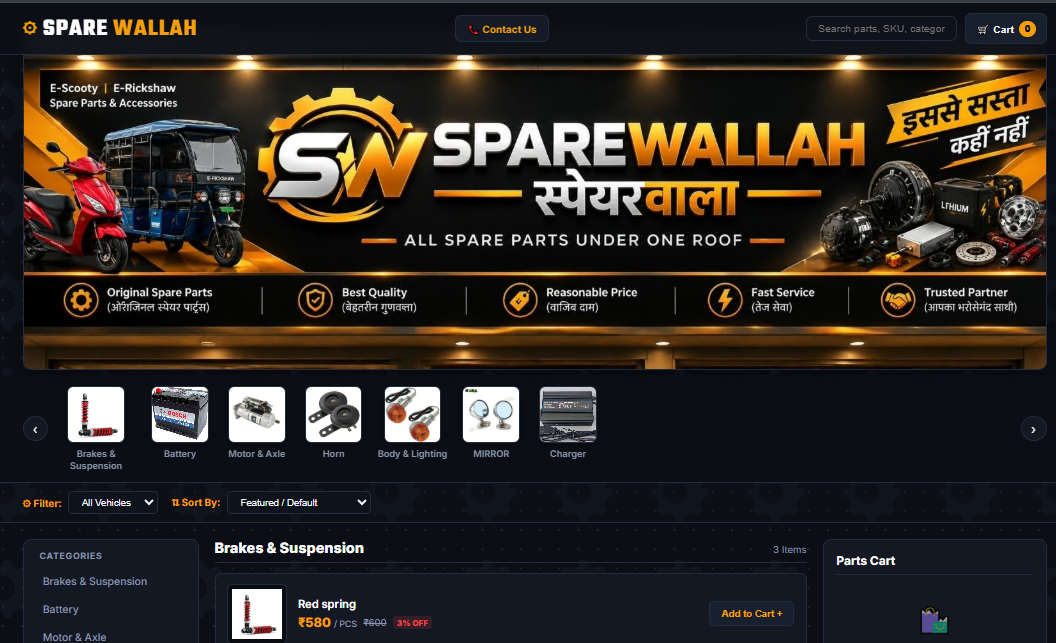 SPARE WALLAH
Contact Us
Search parts, SKU, categor
Cart 0
E-Scooty | E-Rickshaw
Spare Parts & Accessories
E-RICKSHAW
SW SPAREWALLAH
स्पेयरवाला
ALL SPARE PARTS UNDER ONE ROOF
इससे सस्ता
कहीं नहीं
LITHIUM
Original Spare Parts
(ओरिजिनल स्पेयर पार्ट्स)
Best Quality
(बेहतरीन गुणवत्ता)
Reasonable Price
(वाजिब दाम)
Fast Service
(तेज सेवा)
Trusted Partner
(आपका भरोसेमंद साथी)
BOSCH
Brakes &
Suspension
Battery
Motor & Axle
Horn
Body & Lighting
MIRROR
Charger
Filter: All Vehicles
Sort By: Featured / Default
CATEGORIES
Brakes & Suspension
Battery
Motor & Axle
Brakes & Suspension
3 Items
Red spring
₹580 / PCS ₹600 3% OFF
Add to Cart +
Parts Cart